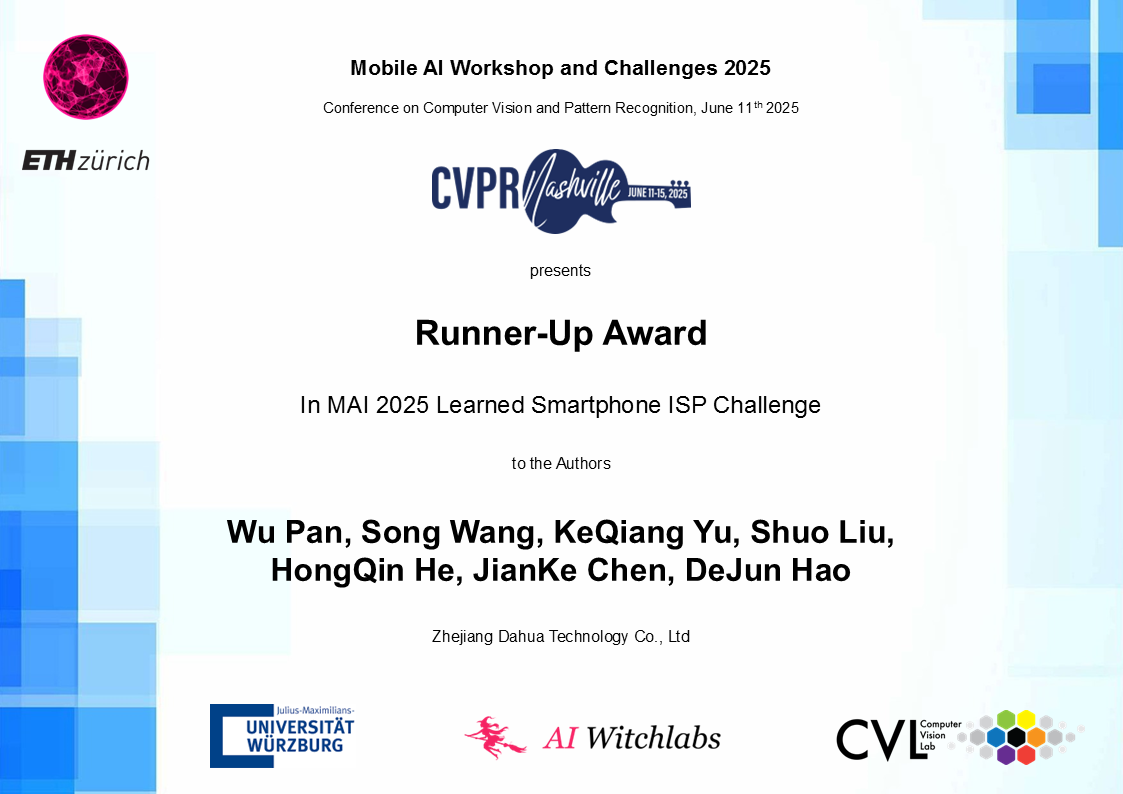 Mobile AI Workshop and Challenges 2025
Conference on Computer Vision and Pattern Recognition, June 11th 2025
ETH zürich
CVPR Nashville JUNE 11-15, 2025
presents
Runner-Up Award
In MAI 2025 Learned Smartphone ISP Challenge
to the Authors
Wu Pan, Song Wang, KeQiang Yu, Shuo Liu,
HongQin He, JianKe Chen, DeJun Hao
Zhejiang Dahua Technology Co., Ltd
Julius-Maximilians-
UNIVERSITÄT
WÜRZBURG
AI Witchlabs
CVL
Computer
Vision
Lab